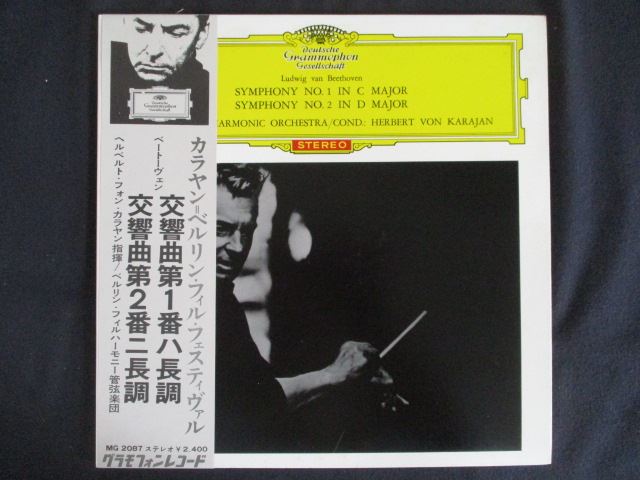 Deutsche
Grammophon
Gesellschaft
Ludwig van Beethoven
SYMPHONY NO. 1 IN C MAJOR
SYMPHONY NO. 2 IN D MAJOR
ARMONIC ORCHESTRA/COND.: HERBERT VON KARAJAN
STEREO
Deutsche
Grammophon
Gesellschaft
カラヤン=ベルリン・フィル・フェスティヴァル
ベートーヴェン
交響曲第1番ハ長調
交響曲第2番ニ長調
ヘルベルト・フォン・カラヤン指揮/ベルリン・フィルハーモニー管弦楽団
MG 2087 ステレオ ¥2,400
グラモフォンレコード